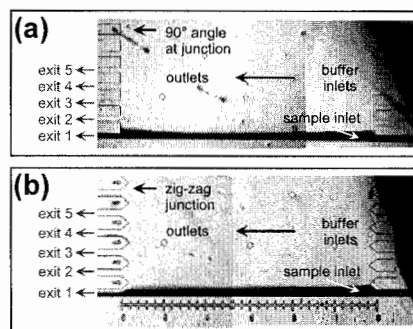 (a)
90° angle
at junction
outlets
buffer
inlets
sample inlet
exit 5
exit 4
exit 3
exit 2
exit 1
(b)
zig-zag
junction
outlets
buffer
inlets
sample inlet
exit 5
exit 4
exit 3
exit 2
exit 1